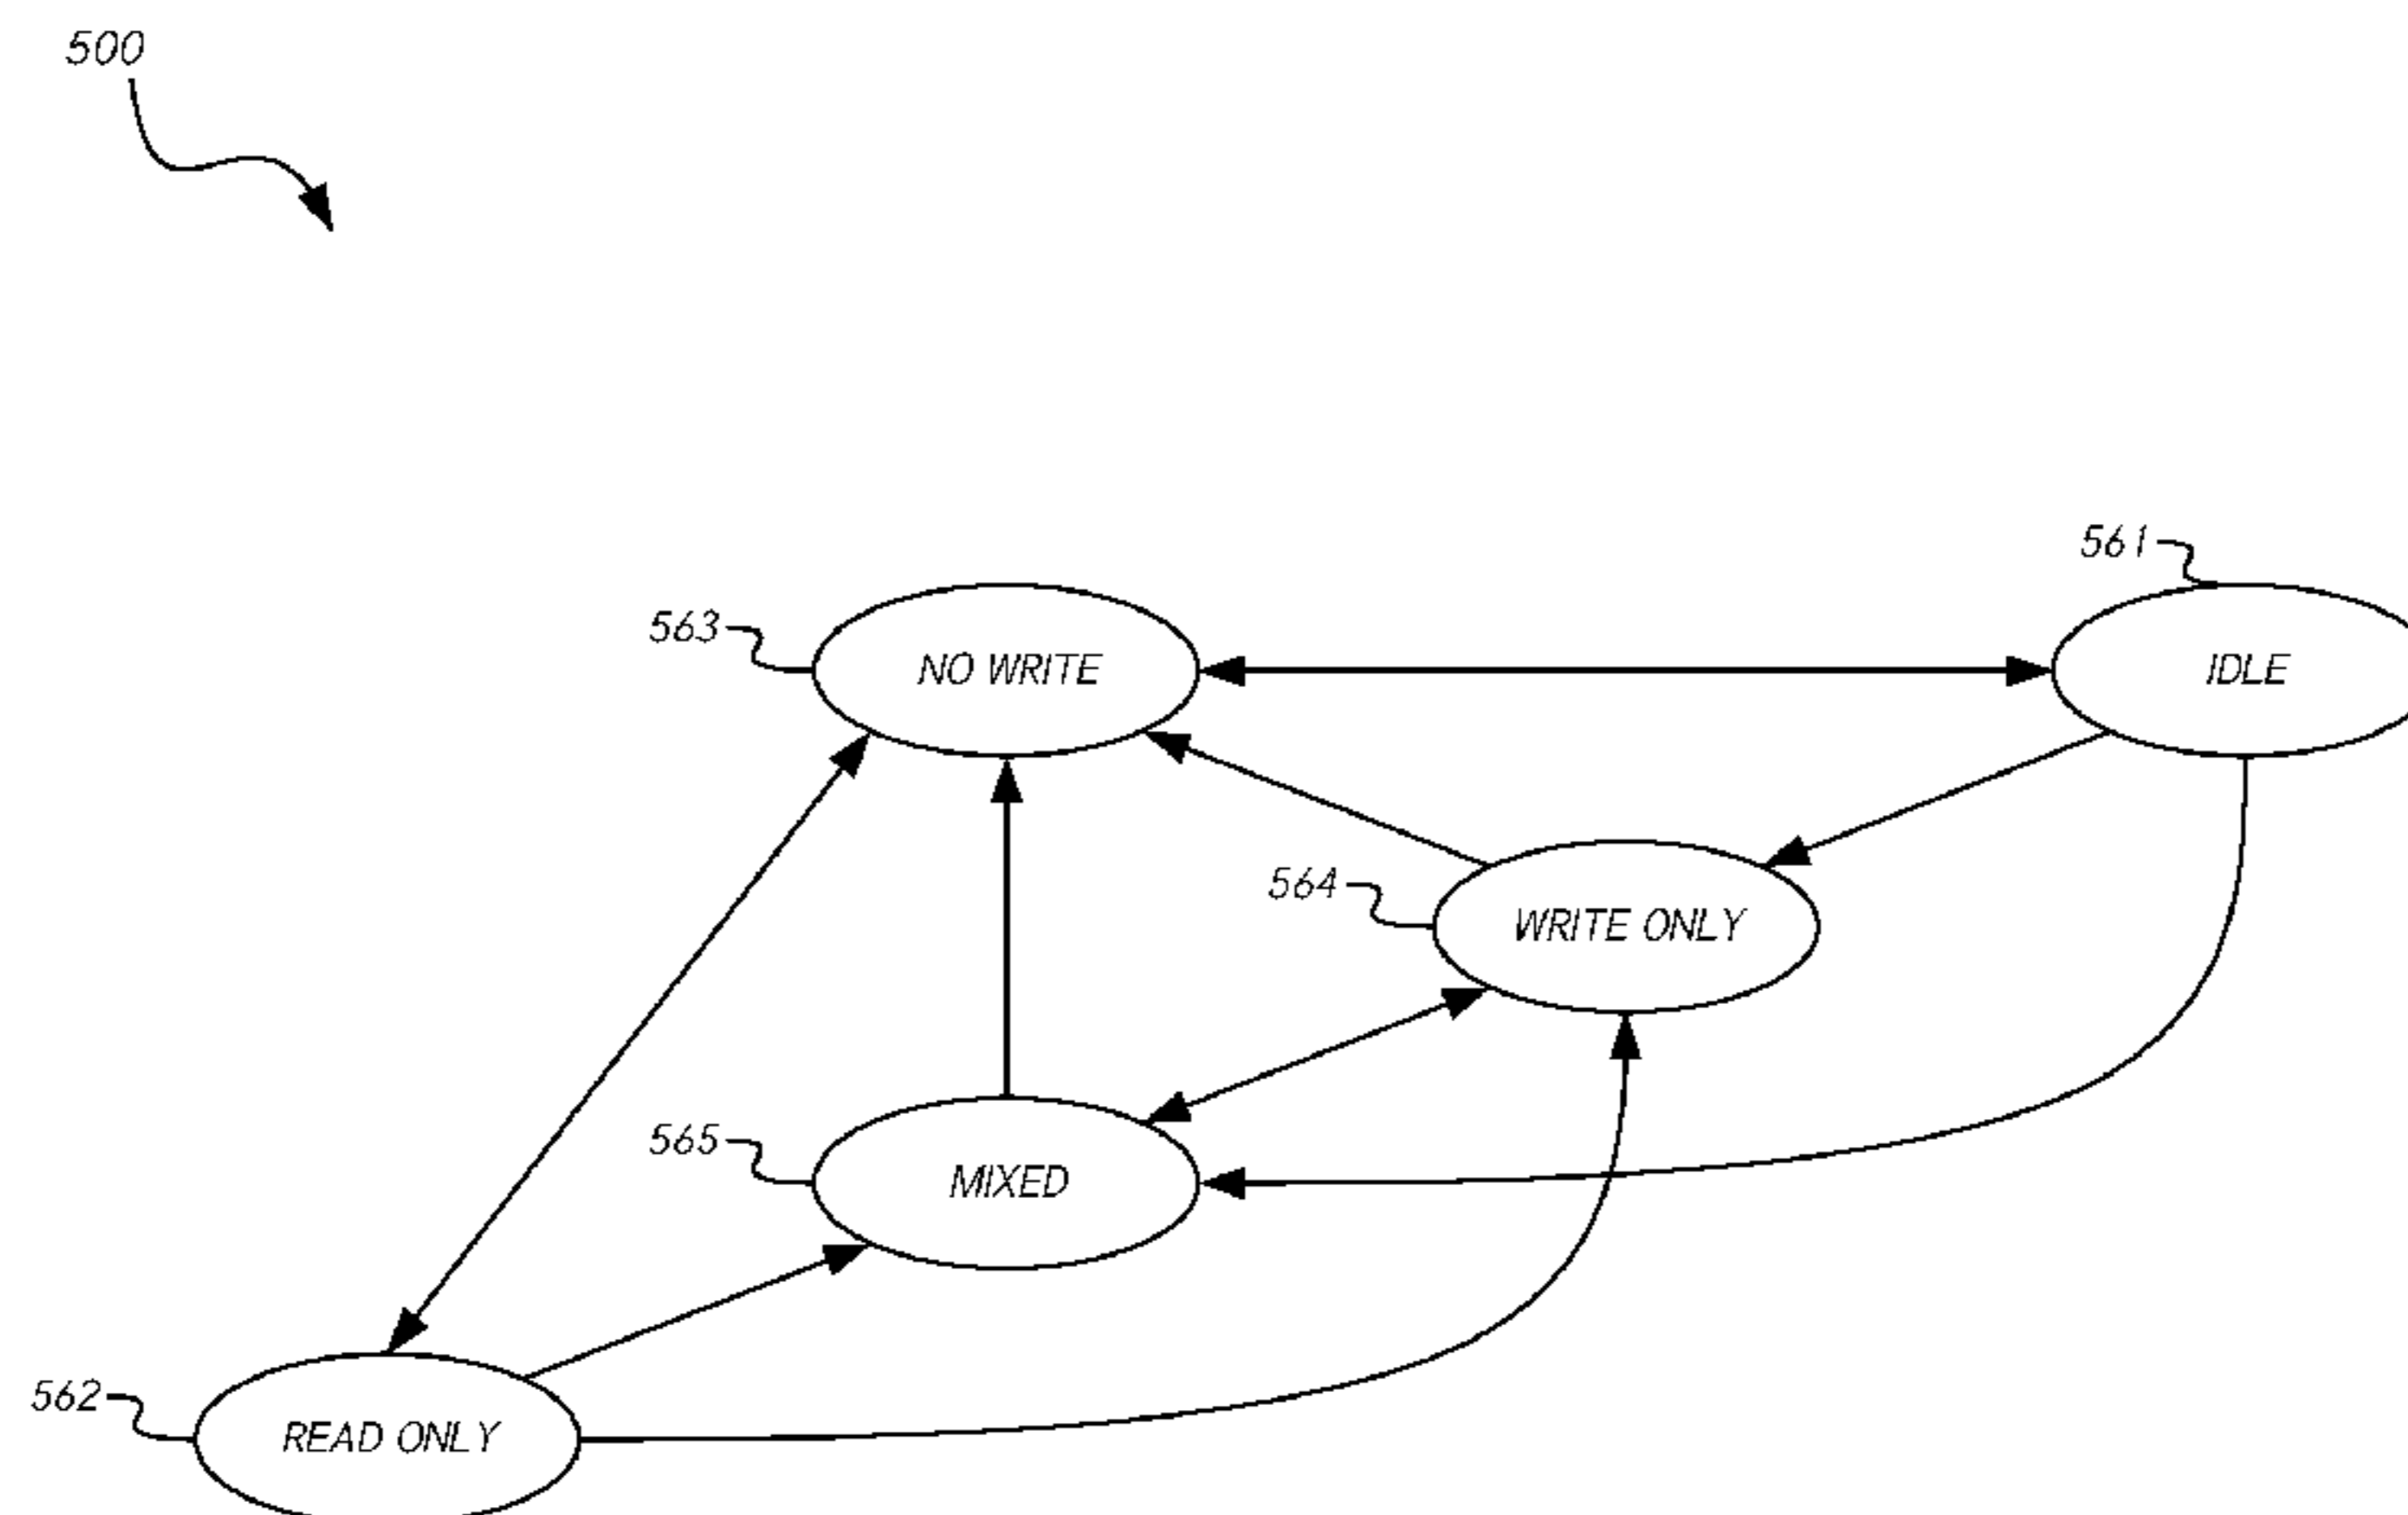 500
561
563
NO WRITE
IDLE
564
WRITE ONLY
565
MIXED
562
READ ONLY